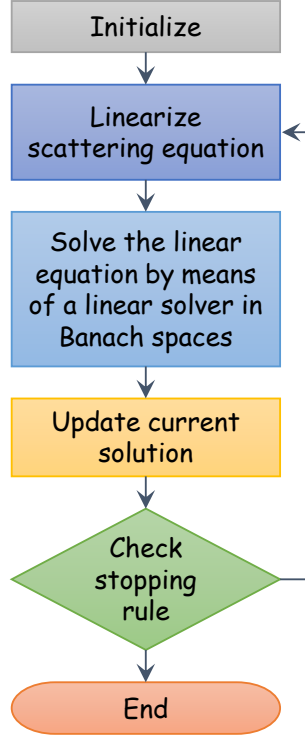 Initialize
Linearize
scattering equation
Solve the linear
equation by means
of a linear solver in
Banach spaces
Update current
solution
Check
stopping
rule
End